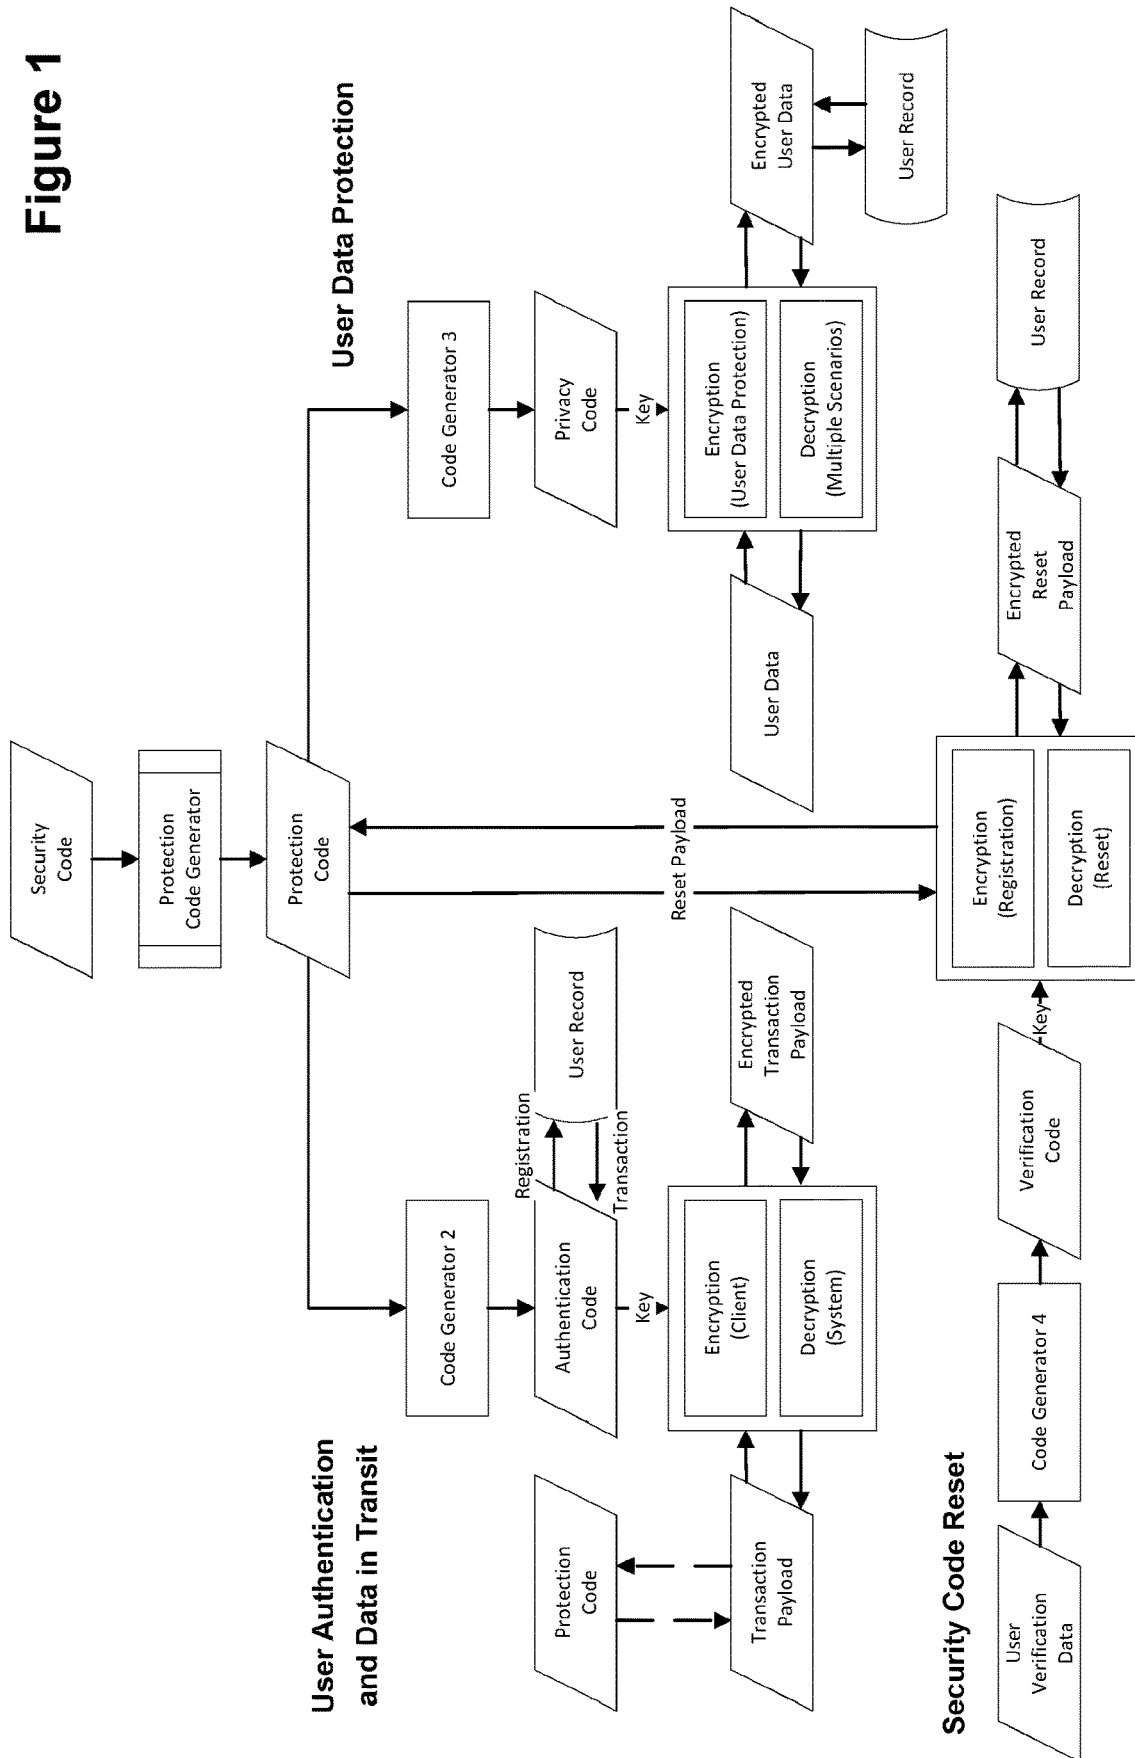 Figure 1
Security
Code
Protection
Code Generator
Protection
Code
User Authentication
and Data in Transit
User Data Protection
Code Generator 2
Code Generator 3
Protection
Code
Authentication
Code
Registration
Transaction
User Record
Privacy
Code
Key
Key
Transaction
Payload
Encryption
(Client)
Decryption
(System)
Encrypted
Transaction
Payload
Reset Payload
User Data
Encryption
(User Data Protection)
Decryption
(Multiple Scenarios)
Encrypted
User Data
User Record
Security Code Reset
User
Verification
Data
Code Generator 4
Verification
Code
Key
Encryption
(Registration)
Decryption
(Reset)
Encrypted
Reset
Payload
User Record